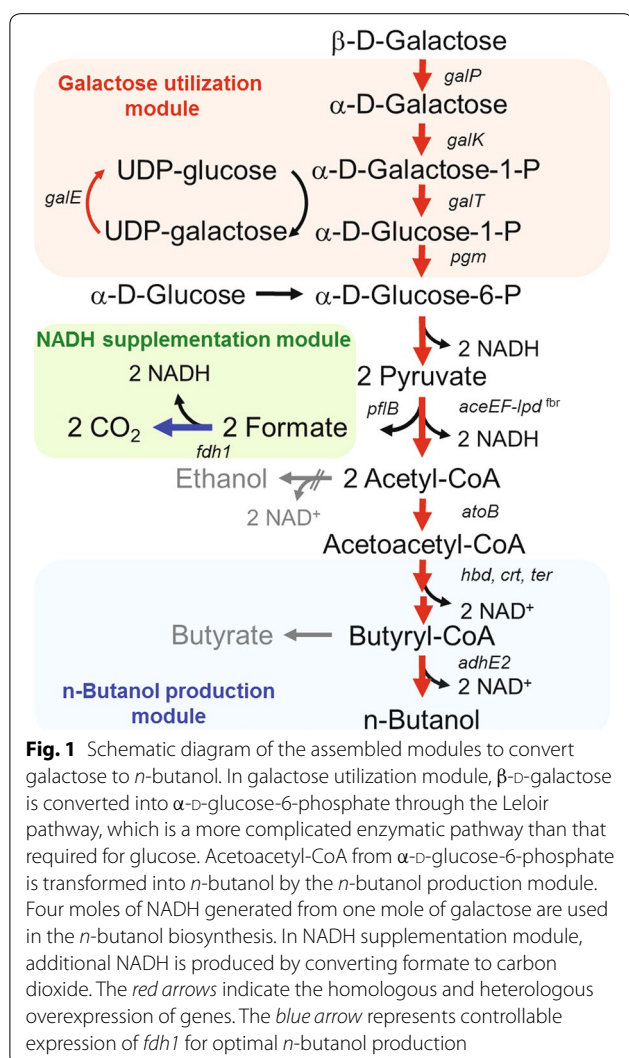 β-D-Galactose
galP
Galactose utilization
module
α-D-Galactose
galK
UDP-glucose
α-D-Galactose-1-P
galE
galT
UDP-galactose
α-D-Glucose-1-P
pgm
α-D-Glucose
α-D-Glucose-6-P
NADH supplementation module
2 NADH
2 NADH
2 Pyruvate
pflB
aceEF-lpd fbr
2 CO2
2 Formate
2 NADH
fdh1
Ethanol
2 Acetyl-CoA
2 NAD+
atoB
Acetoacetyl-CoA
hbd, crt, ter
2 NAD+
Butyrate
Butyryl-CoA
adhE2
2 NAD+
n-Butanol production
module
n-Butanol
Fig. 1 Schematic diagram of the assembled modules to convert
galactose to n-butanol. In galactose utilization module, β-D-galactose
is converted into α-D-glucose-6-phosphate through the Leloir
pathway, which is a more complicated enzymatic pathway than that
required for glucose. Acetoacetyl-CoA from α-D-glucose-6-phosphate
is transformed into n-butanol by the n-butanol production module.
Four moles of NADH generated from one mole of galactose are used
in the n-butanol biosynthesis. In NADH supplementation module,
additional NADH is produced by converting formate to carbon
dioxide. The red arrows indicate the homologous and heterologous
overexpression of genes. The blue arrow represents controllable
expression of fdh1 for optimal n-butanol production